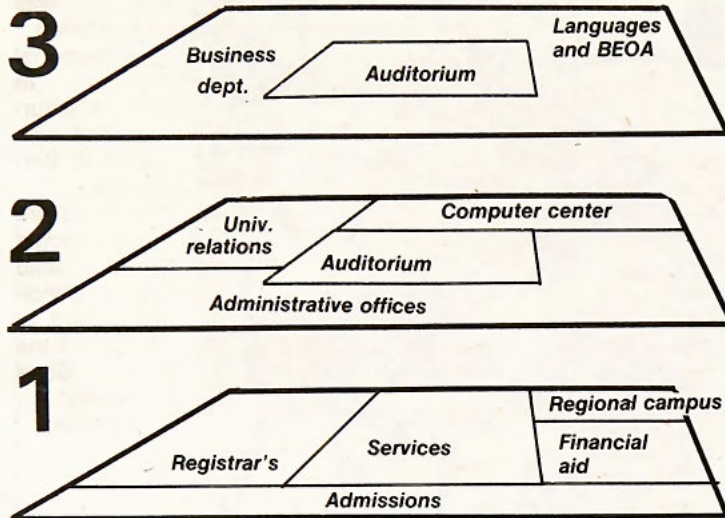 3
Business
dept.
Auditorium
Languages
and BEOA
2
Univ.
relations
Computer center
Auditorium
Administrative offices
1
Registrar's
Services
Regional campus
Financial
aid
Admissions